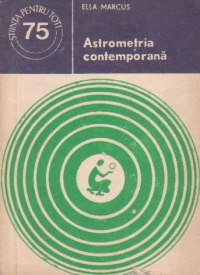 ELLA MARCUS
ȘTIINȚA PENTRU TOȚI
75
Astrometria
contemporană